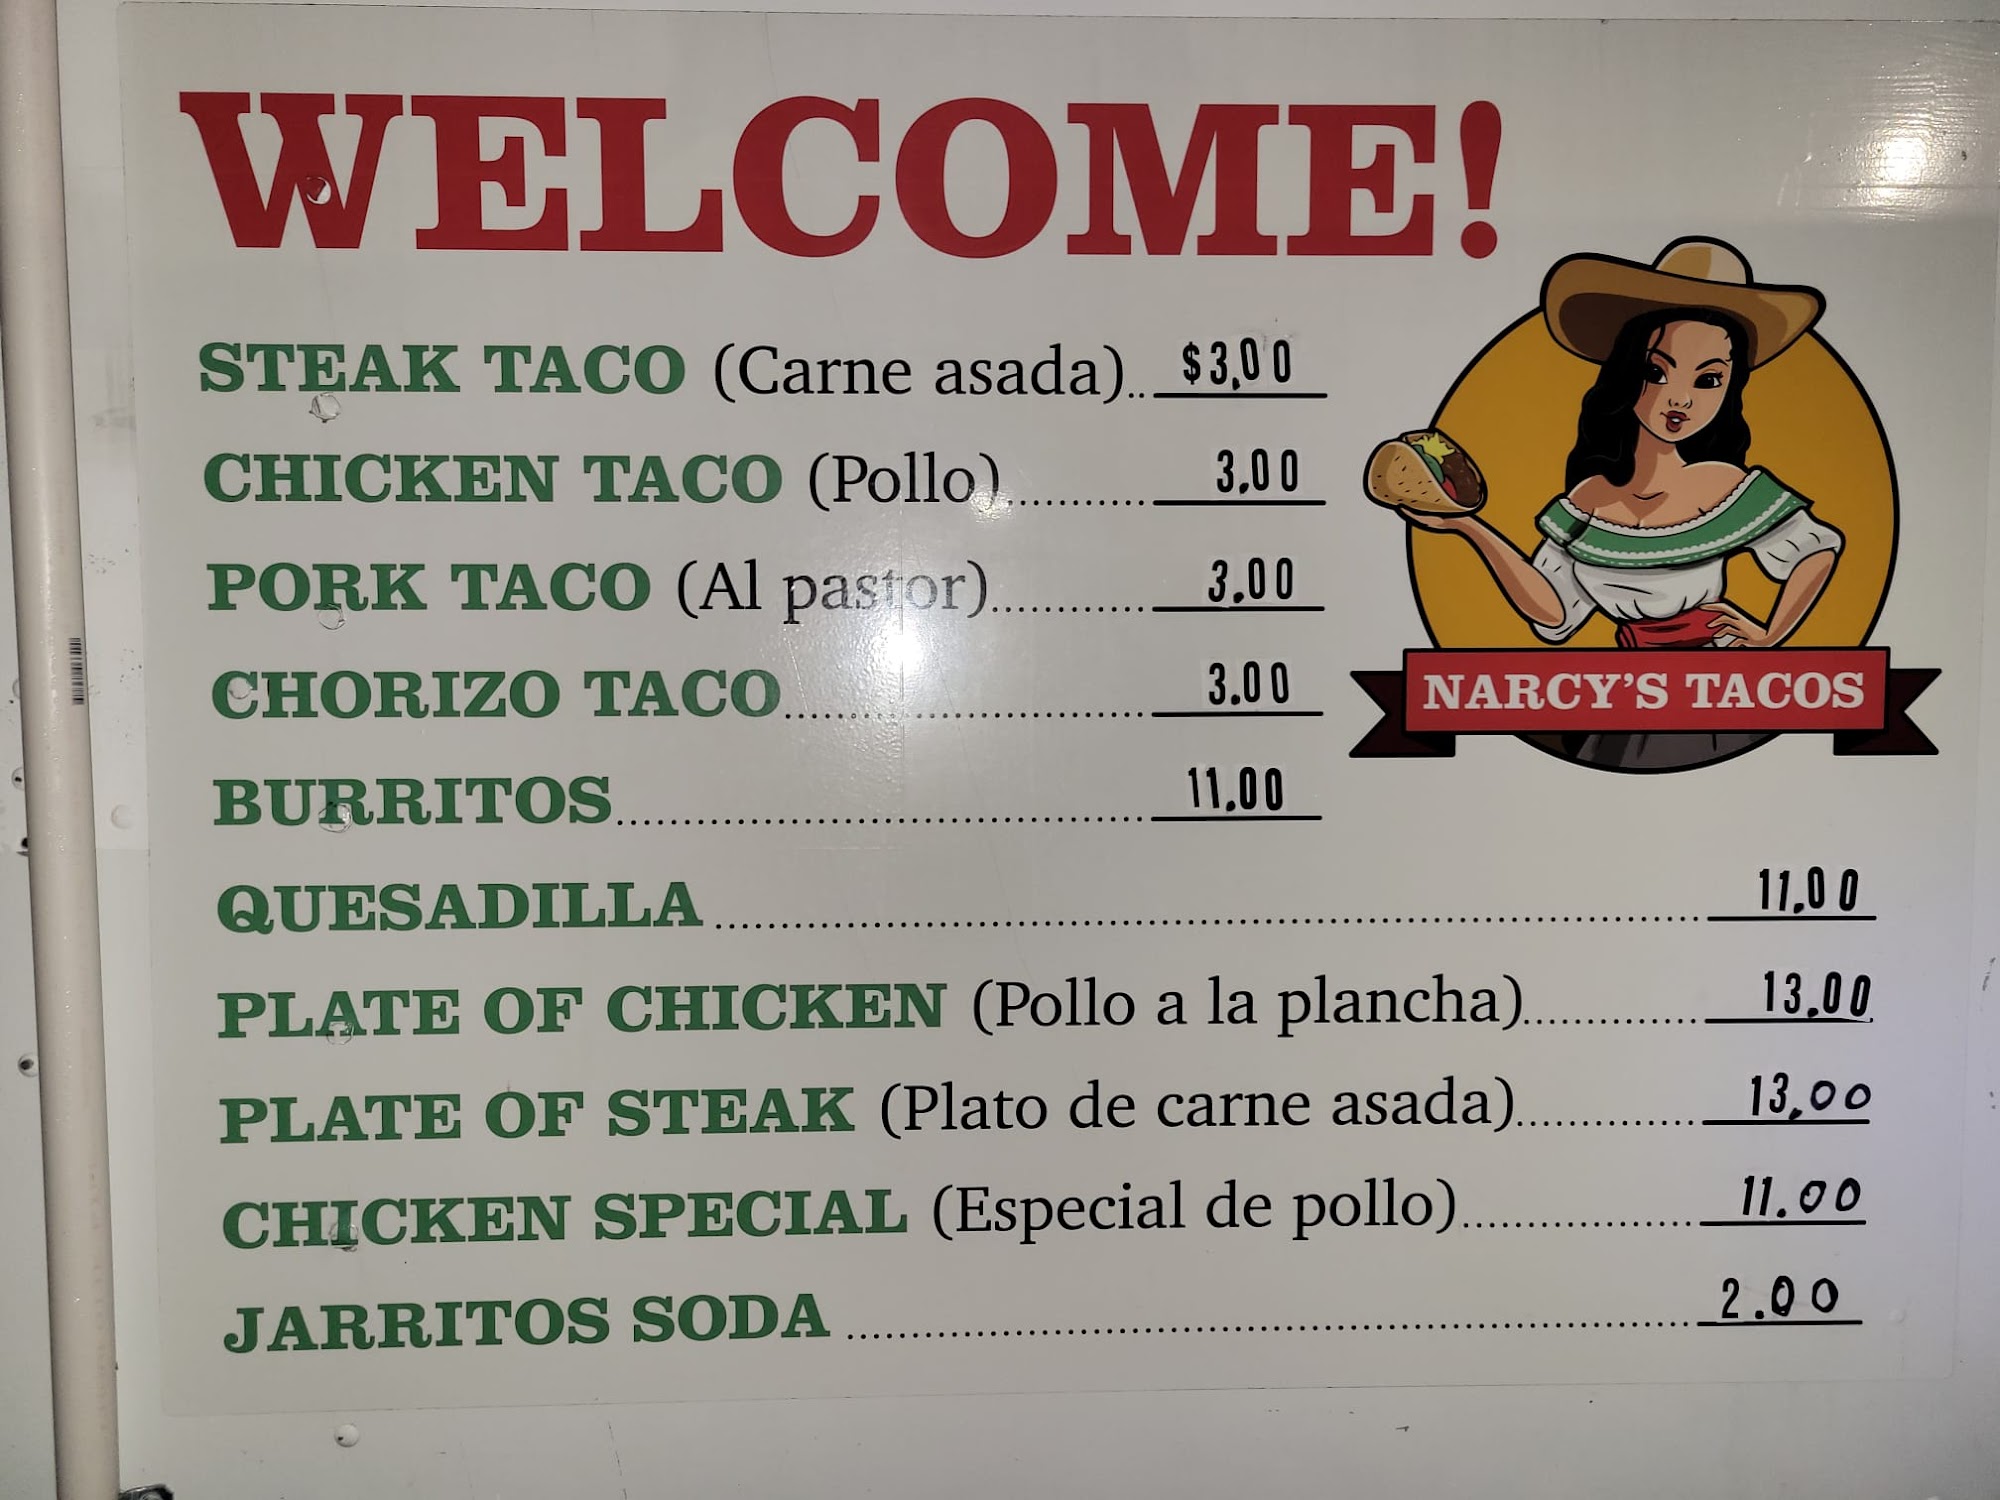 WELCOME!
STEAK TACO (Carne asada).. $3.00
CHICKEN TACO (Pollo)........... 3.00
PORK TACO (Al pastor)............ 3.00
CHORIZO TACO............................ 3.00
BURRITOS......................................... 11.00
NARCY'S TACOS
QUESADILLA............................................................................ 11.00
PLATE OF CHICKEN (Pollo a la plancha).............. 13.00
PLATE OF STEAK (Plato de carne asada).............. 13.00
CHICKEN SPECIAL (Especial de pollo).................. 11.00
JARRITOS SODA.................................................................. 2.00